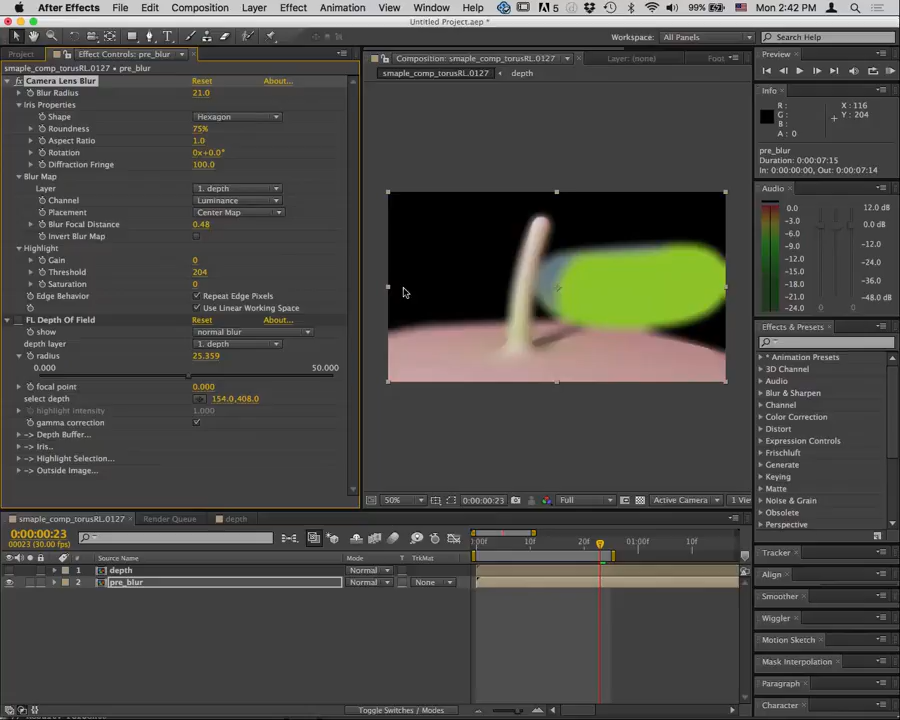 After Effects File Edit Composition Layer Effect Animation View Window Help 5 99% Mon 2:42 PM
Untitled Project.aep *
Workspace: All Panels Search Help
Project Effect Controls: pre_blur
smaple_comp_torusRL.0127 • pre_blur
Camera Lens Blur Reset About...
Blur Radius 21.0
Iris Properties
Shape Hexagon
Roundness 75%
Aspect Ratio 1.0
Rotation 0x+0.0°
Diffraction Fringe 100.0
Blur Map
Layer 1. depth
Channel Luminance
Placement Center Map
Blur Focal Distance 0.48
Invert Blur Map
Highlight
Gain 0
Threshold 204
Saturation 0
Edge Behavior Repeat Edge Pixels
Use Linear Working Space
FL Depth Of Field Reset About...
show normal blur
depth layer 1. depth
radius 25.359
0.000 50.000
focal point 0.000
select depth 154.0,408.0
highlight intensity 1.000
gamma correction
-> Depth Buffer...
-> Iris..
-> Highlight Selection...
-> Outside Image...
Composition: smaple_comp_torusRL.0127 Layer: (none) Foot
smaple_comp_torusRL.0127 depth
50% 0:00:00:23 Full Active Camera 1 Vie
Preview
Info
R :
G :
B :
A : 0
X : 116
Y : 204
pre_blur
Duration: 0:00:07:15
In: 0:00:00:00, Out: 0:00:07:14
Audio
0.0 12.0 dB
-3.0 6.0
-6.0 0.0 dB
-9.0 -6.0
-12.0 -12.0
-15.0 -18.0
-18.0 -24.0
-21.0 -36.0
-24.0 -48.0 dB
Effects & Presets
* Animation Presets
3D Channel
Audio
Blur & Sharpen
Channel
Color Correction
Distort
Expression Controls
Frischluft
Generate
Keying
Matte
Noise & Grain
Obsolete
Perspective
Tracker
Align
Smoother
Wiggler
Motion Sketch
Mask Interpolation
Paragraph
Character
smaple_comp_torusRL.0127 Render Queue depth
0:00:00:23
00023 (30.00 fps)
# Source Name Mode T TrkMat
1 depth Normal
2 pre_blur Normal None
10f 20f 01:00f 10f
Toggle Switches / Modes